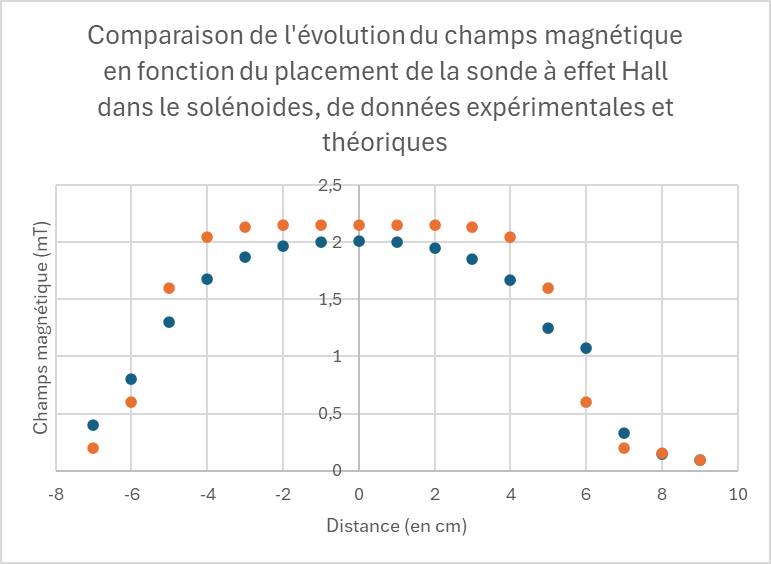 Comparaison de l'évolution du champs magnétique
en fonction du placement de la sonde à effet Hall
dans le solénoides, de données expérimentales et
théoriques
2,5
2
1,5
1
0,5
0
-8 -6 -4 -2 0 2 4 6 8 10
Champs magnétique (mT)
Distance (en cm)